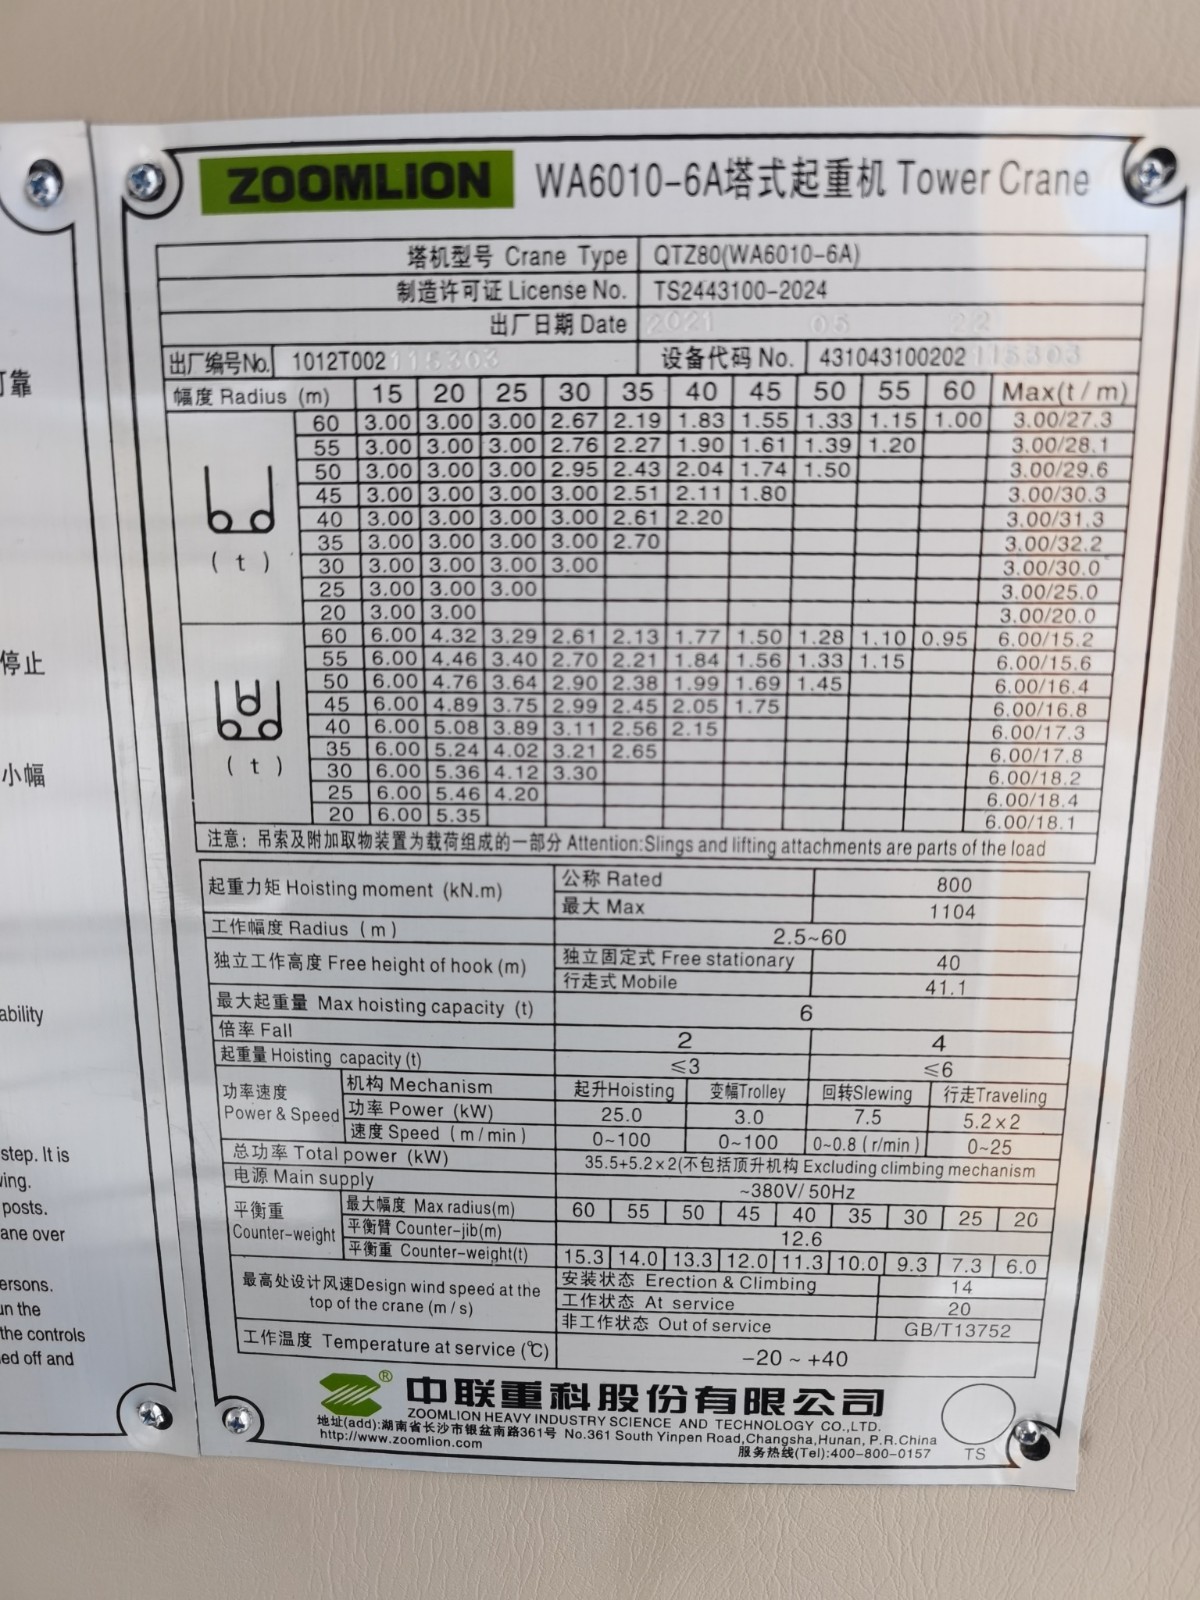 ZOOMLION WA6010-6A塔式起重机 Tower Crane
塔机型号 Crane Type QTZ80(WA6010-6A)
制造许可证 License No. TS2443100-2024
出厂日期 Date 2021 05 22
出厂编号No. 1012T002115303 设备代码 No. 431043100202115303
幅度 Radius (m) 15 20 25 30 35 40 45 50 55 60 Max(t / m)
60 3.00 3.00 3.00 2.67 2.19 1.83 1.55 1.33 1.15 1.00 3.00/27.3
55 3.00 3.00 3.00 2.76 2.27 1.90 1.61 1.39 1.20 3.00/28.1
50 3.00 3.00 3.00 2.95 2.43 2.04 1.74 1.50 3.00/29.6
45 3.00 3.00 3.00 3.00 2.51 2.11 1.80 3.00/30.3
40 3.00 3.00 3.00 3.00 2.61 2.20 3.00/31.3
( t ) 35 3.00 3.00 3.00 3.00 2.70 3.00/32.2
30 3.00 3.00 3.00 3.00 3.00/30.0
25 3.00 3.00 3.00 3.00/25.0
20 3.00 3.00 3.00/20.0
60 6.00 4.32 3.29 2.61 2.13 1.77 1.50 1.28 1.10 0.95 6.00/15.2
55 6.00 4.46 3.40 2.70 2.21 1.84 1.56 1.33 1.15 6.00/15.6
50 6.00 4.76 3.64 2.90 2.38 1.99 1.69 1.45 6.00/16.4
45 6.00 4.89 3.75 2.99 2.45 2.05 1.75 6.00/16.8
40 6.00 5.08 3.89 3.11 2.56 2.15 6.00/17.3
( t ) 35 6.00 5.24 4.02 3.21 2.65 6.00/17.8
30 6.00 5.36 4.12 3.30 6.00/18.2
25 6.00 5.46 4.20 6.00/18.4
20 6.00 5.35 6.00/18.1
注意：吊索及附加取物装置为载荷组成的一部分 Attention:Slings and lifting attachments are parts of the load
起重力矩 Hoisting moment (kN.m) 公称 Rated 800
最大 Max 1104
工作幅度 Radius (m) 2.5~60
独立工作高度 Free height of hook (m) 独立固定式 Free stationary 40
行走式 Mobile 41.1
最大起重量 Max hoisting capacity (t) 6
倍率 Fall 2 4
起重量 Hoisting capacity (t) ≤3 ≤6
功率速度 Power & Speed 机构 Mechanism 起升Hoisting 变幅Trolley 回转Slewing 行走Traveling
功率 Power (kW) 25.0 3.0 7.5 5.2×2
速度 Speed (m/min) 0~100 0~100 0~0.8 (r/min) 0~25
总功率 Total power (kW) 35.5+5.2×2(不包括顶升机构 Excluding climbing mechanism
电源 Main supply ~380V/ 50Hz
平衡重 Counter-weight 最大幅度 Max radius(m) 60 55 50 45 40 35 30 25 20
平衡臂 Counter-jib(m) 12.6
平衡重 Counter-weight(t) 15.3 14.0 13.3 12.0 11.3 10.0 9.3 7.3 6.0
最高处设计风速Design wind speed at the top of the crane (m / s) 安装状态 Erection & Climbing 14
工作状态 At service 20
非工作状态 Out of service GB/T13752
工作温度 Temperature at service (℃) -20 ~ +40
® 中联重科股份有限公司
ZOOMLION HEAVY INDUSTRY SCIENCE AND TECHNOLOGY CO.,LTD.
地址(add):湖南省长沙市银盆南路361号 No.361 South Yinpen Road,Changsha,Hunan, P.R.China
http://www.zoomlion.com 服务热线(Tel):400-800-0157
TS
靠
停止
小幅
ability
step. It is
posts.
ane over
ersons.
the controls
ed off and